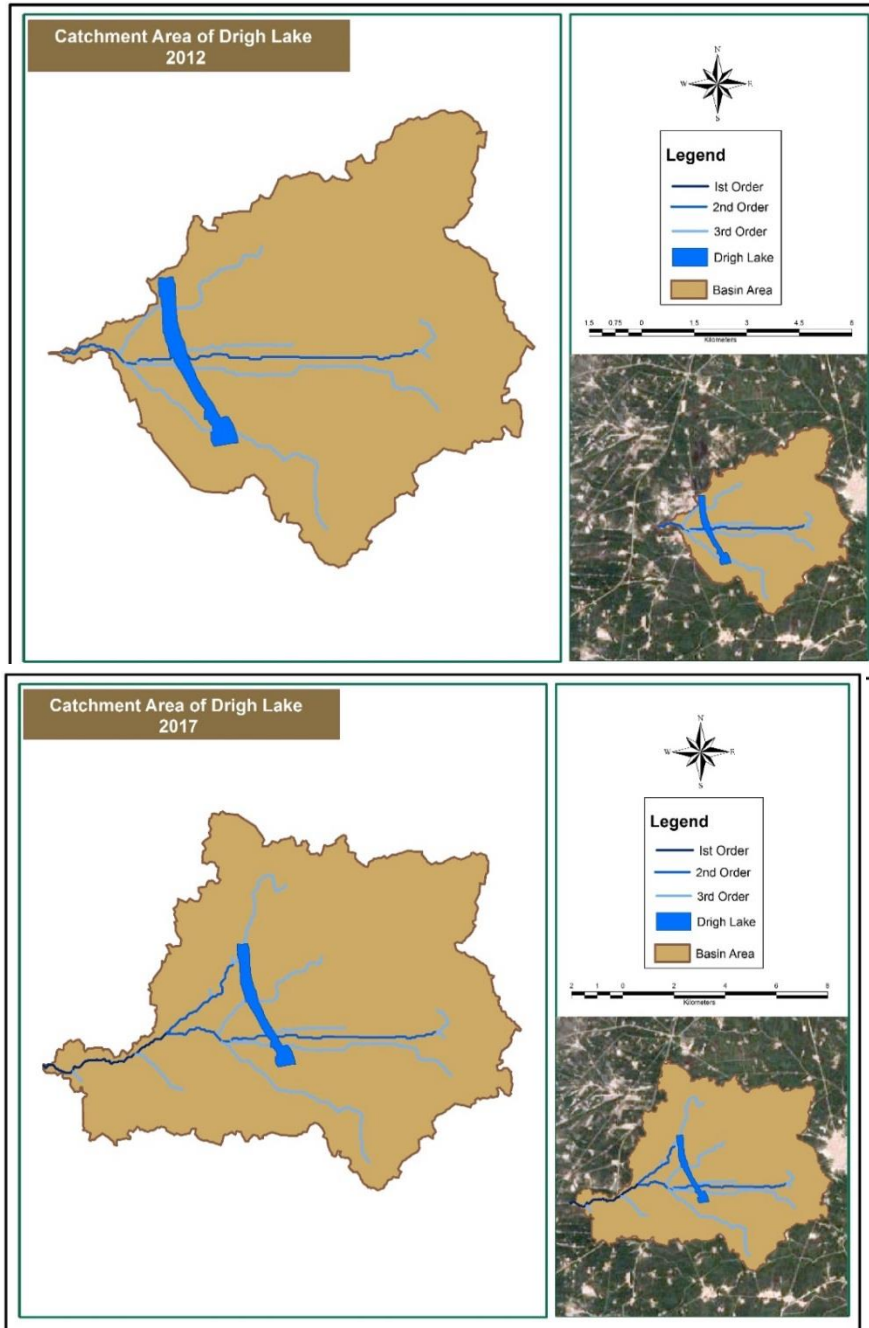 Catchment Area of Drigh Lake
2012
N
W
E
S
Legend
1st Order
2nd Order
3rd Order
Drigh Lake
Basin Area
1.5 0.75 0 1.5 3 4.5 6
Kilometers
Catchment Area of Drigh Lake
2017
N
W
E
S
Legend
Ist Order
2nd Order
3rd Order
Drigh Lake
Basin Area
2 1 0 2 4 6 8
Kilometers